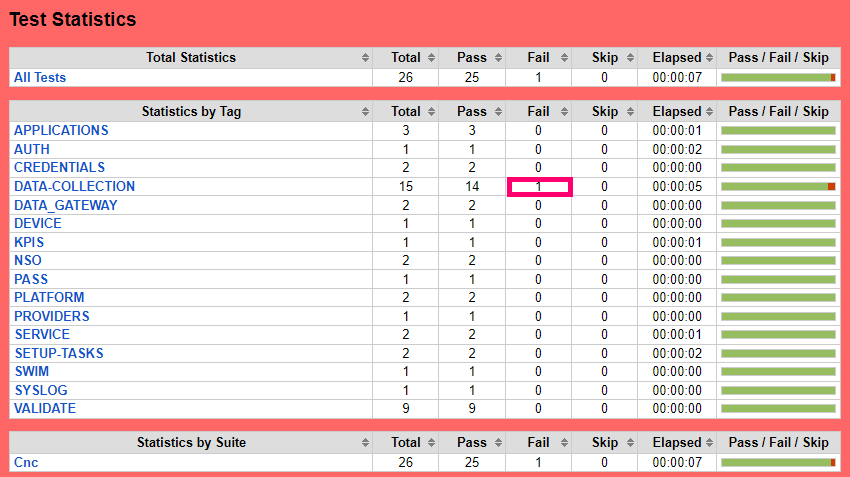 Test Statistics
Total Statistics Total Pass Fail Skip Elapsed Pass / Fail / Skip
All Tests 26 25 1 0 00:00:07
Statistics by Tag Total Pass Fail Skip Elapsed Pass / Fail / Skip
APPLICATIONS 3 3 0 0 00:00:01
AUTH 1 1 0 0 00:00:02
CREDENTIALS 2 2 0 0 00:00:00
DATA-COLLECTION 15 14 1 0 00:00:05
DATA_GATEWAY 2 2 0 0 00:00:00
DEVICE 1 1 0 0 00:00:00
KPIS 1 1 0 0 00:00:01
NSO 2 2 0 0 00:00:00
PASS 1 1 0 0 00:00:00
PLATFORM 2 2 0 0 00:00:00
PROVIDERS 1 1 0 0 00:00:00
SERVICE 2 2 0 0 00:00:01
SETUP-TASKS 2 2 0 0 00:00:02
SWIM 1 1 0 0 00:00:00
SYSLOG 1 1 0 0 00:00:00
VALIDATE 9 9 0 0 00:00:00
Statistics by Suite Total Pass Fail Skip Elapsed Pass / Fail / Skip
Cnc 26 25 1 0 00:00:07